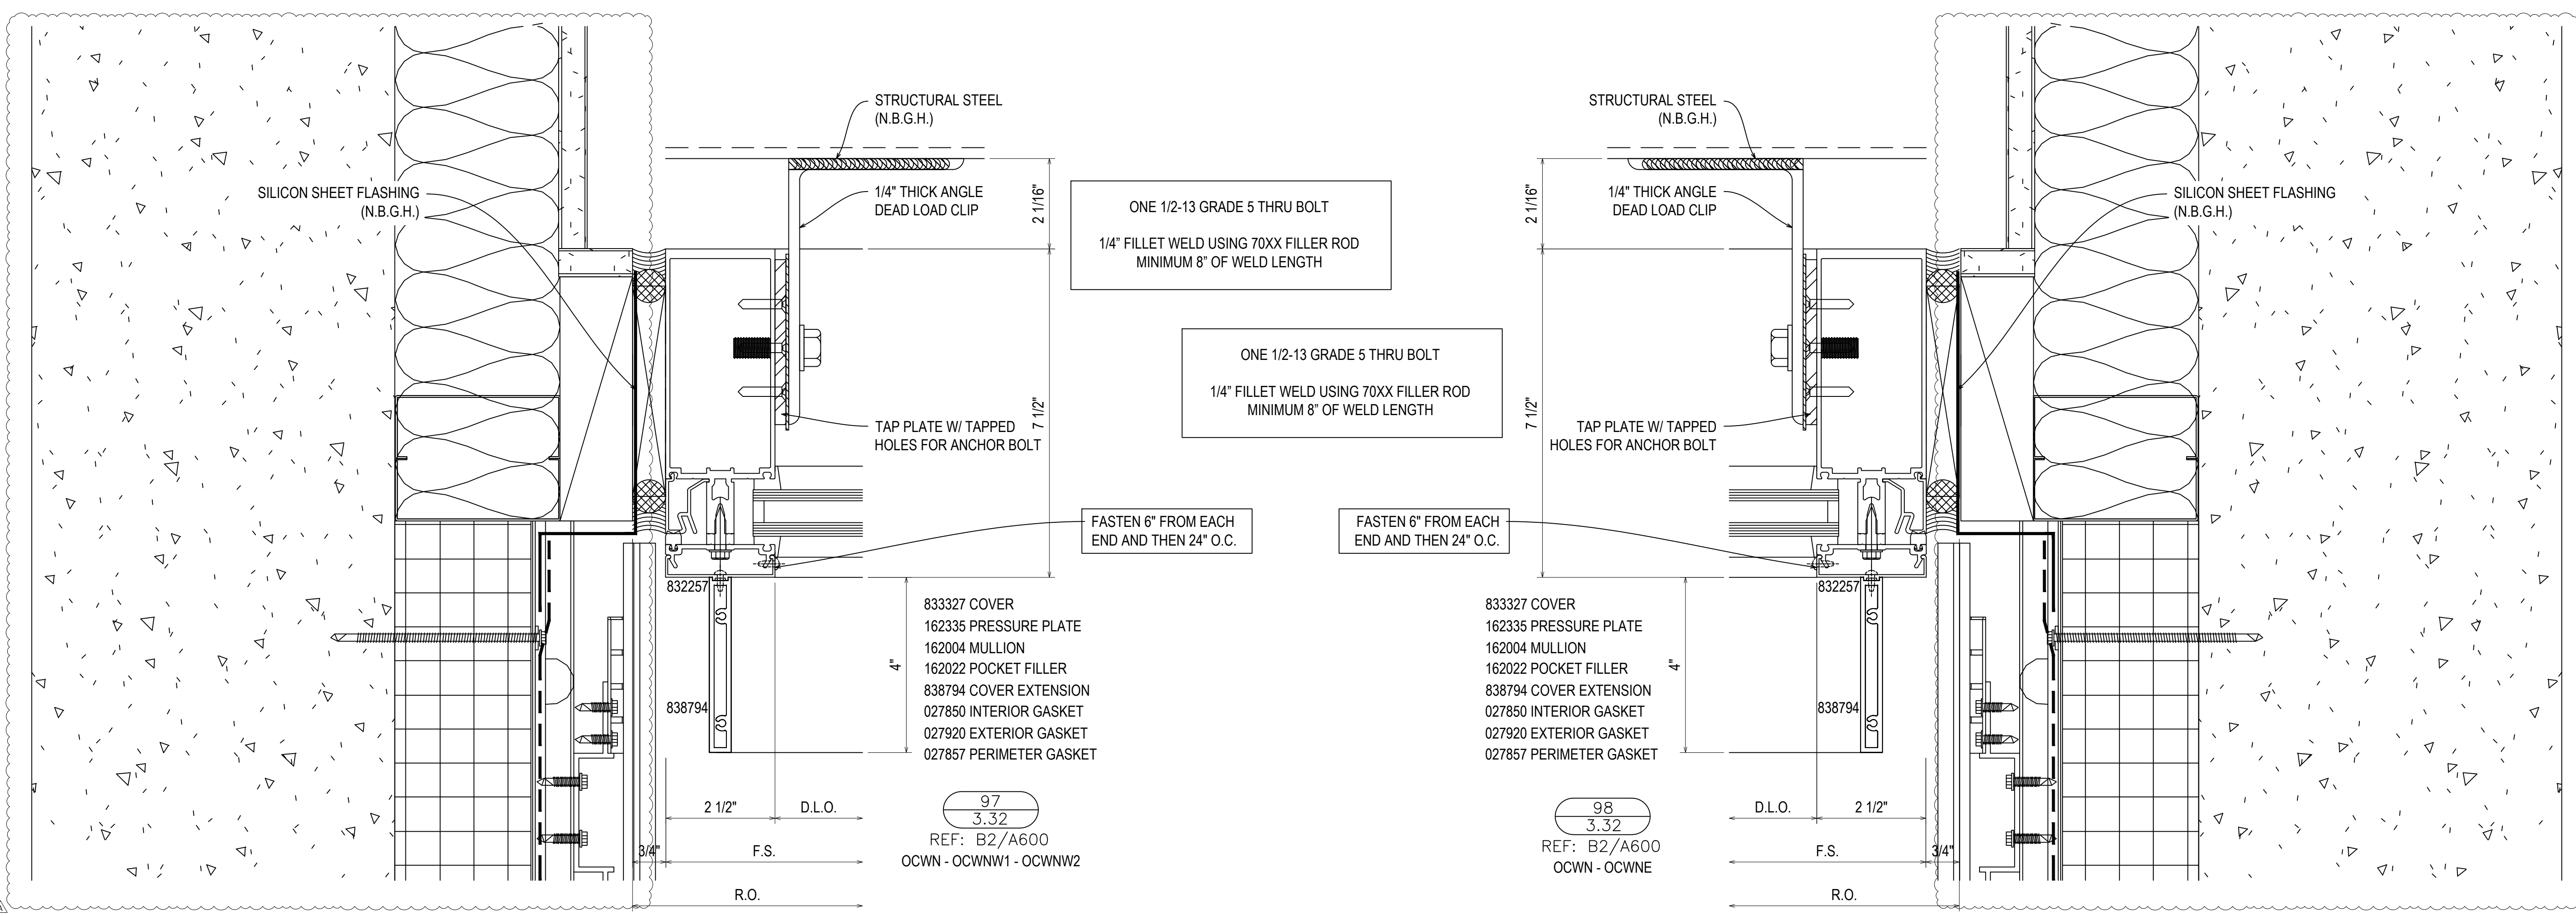 STRUCTURAL STEEL
(N.B.G.H.)
SILICON SHEET FLASHING
(N.B.G.H.)
1/4" THICK ANGLE
DEAD LOAD CLIP
2 1/16"
ONE 1/2-13 GRADE 5 THRU BOLT
1/4" FILLET WELD USING 70XX FILLER ROD
MINIMUM 8" OF WELD LENGTH
7 1/2"
TAP PLATE W/ TAPPED
HOLES FOR ANCHOR BOLT
FASTEN 6" FROM EACH
END AND THEN 24" O.C.
832257
833327 COVER
162335 PRESSURE PLATE
162004 MULLION
162022 POCKET FILLER
838794 COVER EXTENSION
027850 INTERIOR GASKET
027920 EXTERIOR GASKET
027857 PERIMETER GASKET
4"
838794
2 1/2"
D.L.O.
3/4"
F.S.
R.O.
97
3.32
REF: B2/A600
OCWN - OCWNW1 - OCWNW2
ONE 1/2-13 GRADE 5 THRU BOLT
1/4" FILLET WELD USING 70XX FILLER ROD
MINIMUM 8" OF WELD LENGTH
STRUCTURAL STEEL
(N.B.G.H.)
2 1/16"
1/4" THICK ANGLE
DEAD LOAD CLIP
SILICON SHEET FLASHING
(N.B.G.H.)
7 1/2"
TAP PLATE W/ TAPPED
HOLES FOR ANCHOR BOLT
FASTEN 6" FROM EACH
END AND THEN 24" O.C.
832257
833327 COVER
162335 PRESSURE PLATE
162004 MULLION
162022 POCKET FILLER
838794 COVER EXTENSION
027850 INTERIOR GASKET
027920 EXTERIOR GASKET
027857 PERIMETER GASKET
4"
838794
D.L.O.
2 1/2"
F.S.
3/4"
R.O.
98
3.32
REF: B2/A600
OCWN - OCWNE